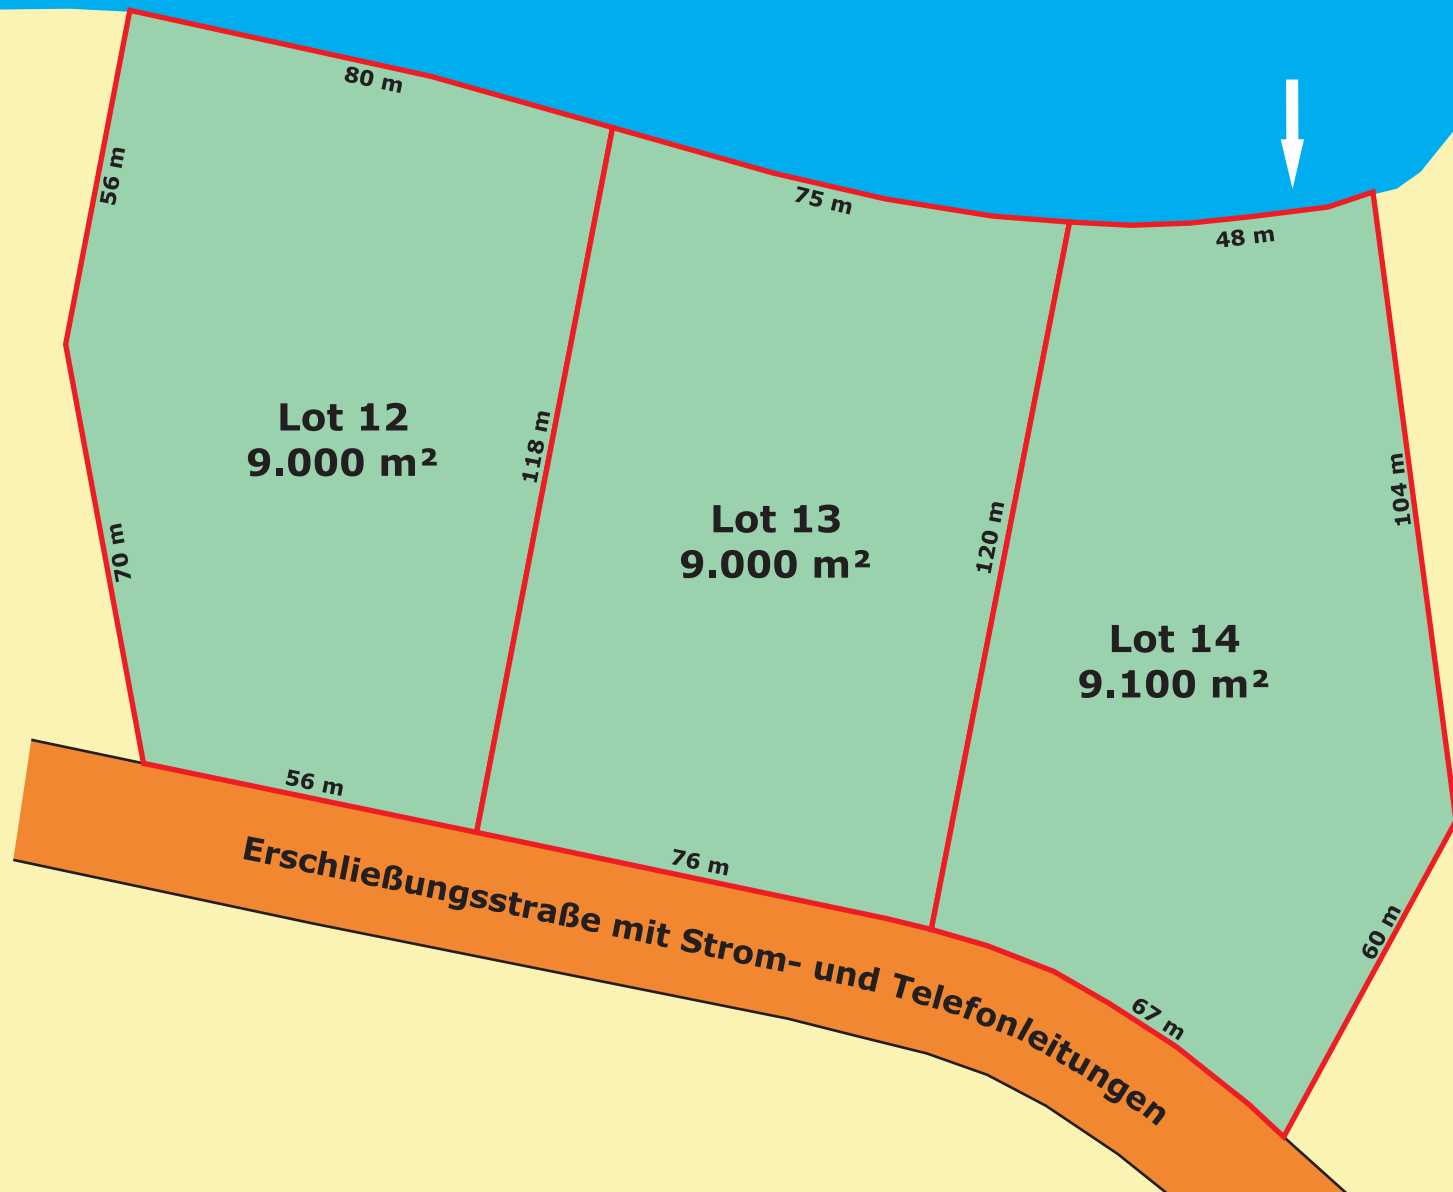 80 m
56 m
75 m
48 m
Lot 12
9.000 m²
118 m
70 m
Lot 13
9.000 m²
120 m
104 m
Lot 14
9.100 m²
56 m
76 m
60 m
67 m
Erschließungsstraße mit Strom- und Telefonleitungen